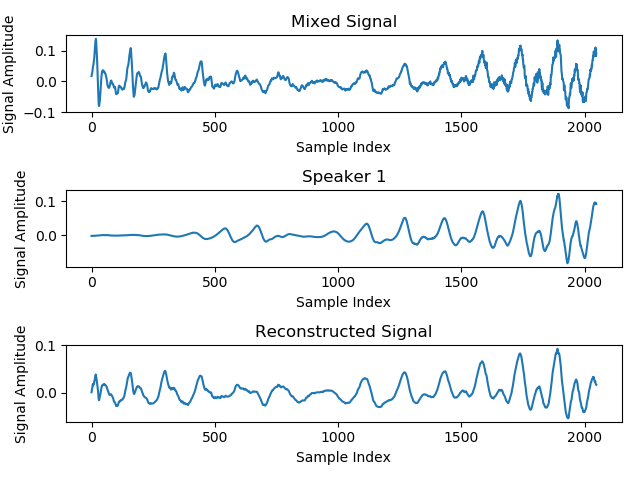 Mixed Signal
Signal Amplitude
0.1
0.0
−0.1
0
500
1000
1500
2000
Sample Index
Speaker 1
Signal Amplitude
0.1
0.0
0
500
1000
1500
2000
Sample Index
Reconstructed Signal
Signal Amplitude
0.1
0.0
0
500
1000
1500
2000
Sample Index